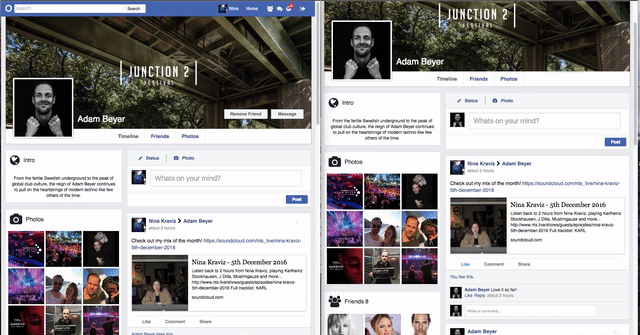 Search
Search
Nina
Home
JUNCTION 2
FESTIVAL
Adam Beyer
Remove Friend
Message
Timeline
Friends
Photos
Intro
From the fertile Swedish underground to the peak of
global club culture, the reign of Adam Beyer continues
to pull on the heartstrings of modern techno like few
others of the time.
Status
Photo
Whats on your mind?
Post
Photos
Nina Kraviz > Adam Beyer
about 3 hours
Check out my mix of the month! https://soundcloud.com/nts_live/nina-kraviz-
5th-december-2016
Nina Kraviz - 5th December 2016
Listen back to 2 hours from Nina Kraviz, playing Karlheinz
Stockhausen, J Dilla, Muslimgauze and more...
http://www.nts.live/shows/guests/episodes/nina-kraviz-
5th-december-2016 Full tracklist: KARL
soundcloud.com
Like
Comment
Share
Adam Beyer likes this.
JUNCTION 2
FESTIVAL
Adam Beyer
Timeline
Friends
Photos
Intro
From the fertile Swedish underground to the peak of
global club culture, the reign of Adam Beyer continues
to pull on the heartstrings of modern techno like few
others of the time.
Photos
Friends 8
Status
Photo
Whats on your mind?
Post
Nina Kraviz > Adam Beyer
about 3 hours
Check out my mix of the month! https://soundcloud.com/nts_live/nina-kraviz-
5th-december-2016
Nina Kraviz - 5th December 2016
Listen back to 2 hours from Nina Kraviz, playing Karlheinz
Stockhausen, J Dilla, Muslimgauze and more...
http://www.nts.live/shows/guests/episodes/nina-kraviz-
5th-december-2016 Full tracklist: KARL
soundcloud.com
Like
Comment
Share
You like this.
Adam Beyer Love it so far!
Like Reply about 3 hours
Write a comment...
Nina Kraviz > Adam Beyer